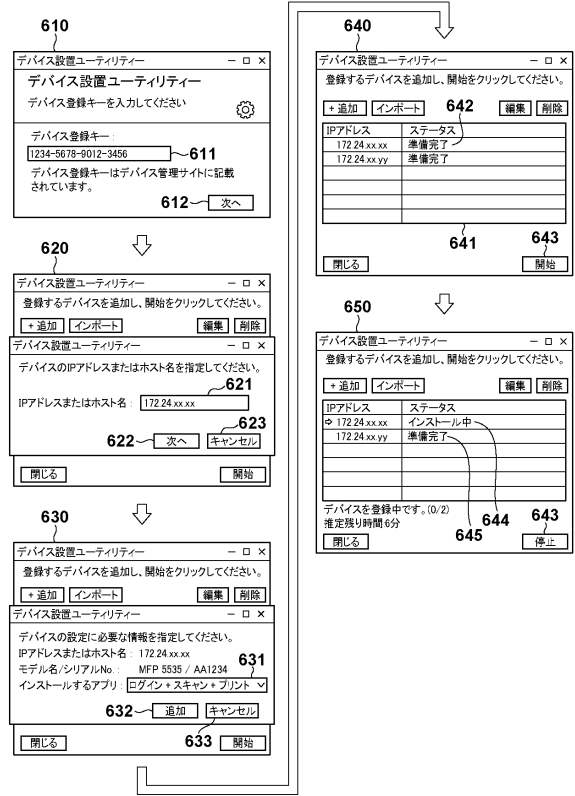 610
デバイス設置ユーティリティー
デバイス設置ユーティリティー
デバイス登録キーを入力してください
デバイス登録キー :
1234-5678-9012-3456
611
デバイス登録キーはデバイス管理サイトに記載
されています。
612
次へ
620
デバイス設置ユーティリティー
登録するデバイスを追加し、開始をクリックしてください。
+ 追加 インポート 編集 削除
デバイス設置ユーティリティー
デバイスのIPアドレスまたはホスト名を指定してください。
621
IPアドレスまたはホスト名 : 172.24.xx.xx
623
622 次へ キャンセル
閉じる 開始
630
デバイス設置ユーティリティー
登録するデバイスを追加し、開始をクリックしてください。
+ 追加 インポート 編集 削除
デバイス設置ユーティリティー
デバイスの設定に必要な情報を指定してください。
IPアドレスまたはホスト名 : 172.24.xx.xx
モデル名/シリアルNo. : MFP 5535 / AA1234
631
インストールするアプリ : ログイン + スキャン + プリント
632 追加 キャンセル
633
閉じる 開始
640
デバイス設置ユーティリティー
登録するデバイスを追加し、開始をクリックしてください。
+ 追加 インポート 642 編集 削除
IPアドレス ステータス
172.24.xx.xx 準備完了
172.24.xx.yy 準備完了
641
643
閉じる 開始
650
デバイス設置ユーティリティー
登録するデバイスを追加し、開始をクリックしてください。
+ 追加 インポート 編集 削除
IPアドレス ステータス
⇨ 172.24.xx.xx インストール中
172.24.xx.yy 準備完了
デバイスを登録中です。(0/2)
推定残り時間:6分
645 644 643
閉じる 停止